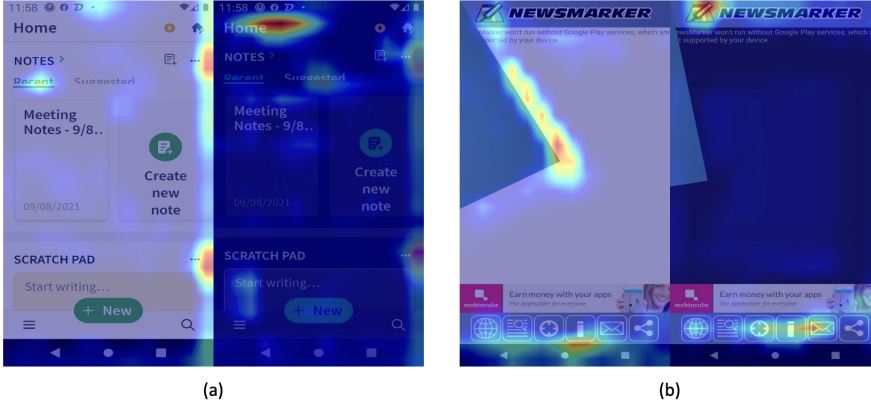 11:58
Home
NOTES >
Recent Suggested
Meeting
Notes - 9/8..
09/08/2021
Create
new
note
SCRATCH PAD
Start writing...
+ New
11:58
Home
NOTES >
Recent Suggested
Meeting
Notes - 9/8..
09/08/2021
Create
new
note
SCRATCH PAD
Start writing...
+ New
(a)
NEWSMARKER
Marker won't run without Google Play services, which are
supported by your device.
mobincube
Earn money with your apps
The Appbuilder for everyone
NEWSMARKER
NewsMarker won't run without Google Play services, which a
t supported by your device.
mobincube
Earn money with your apps
The Appbuilder for everyone
(b)